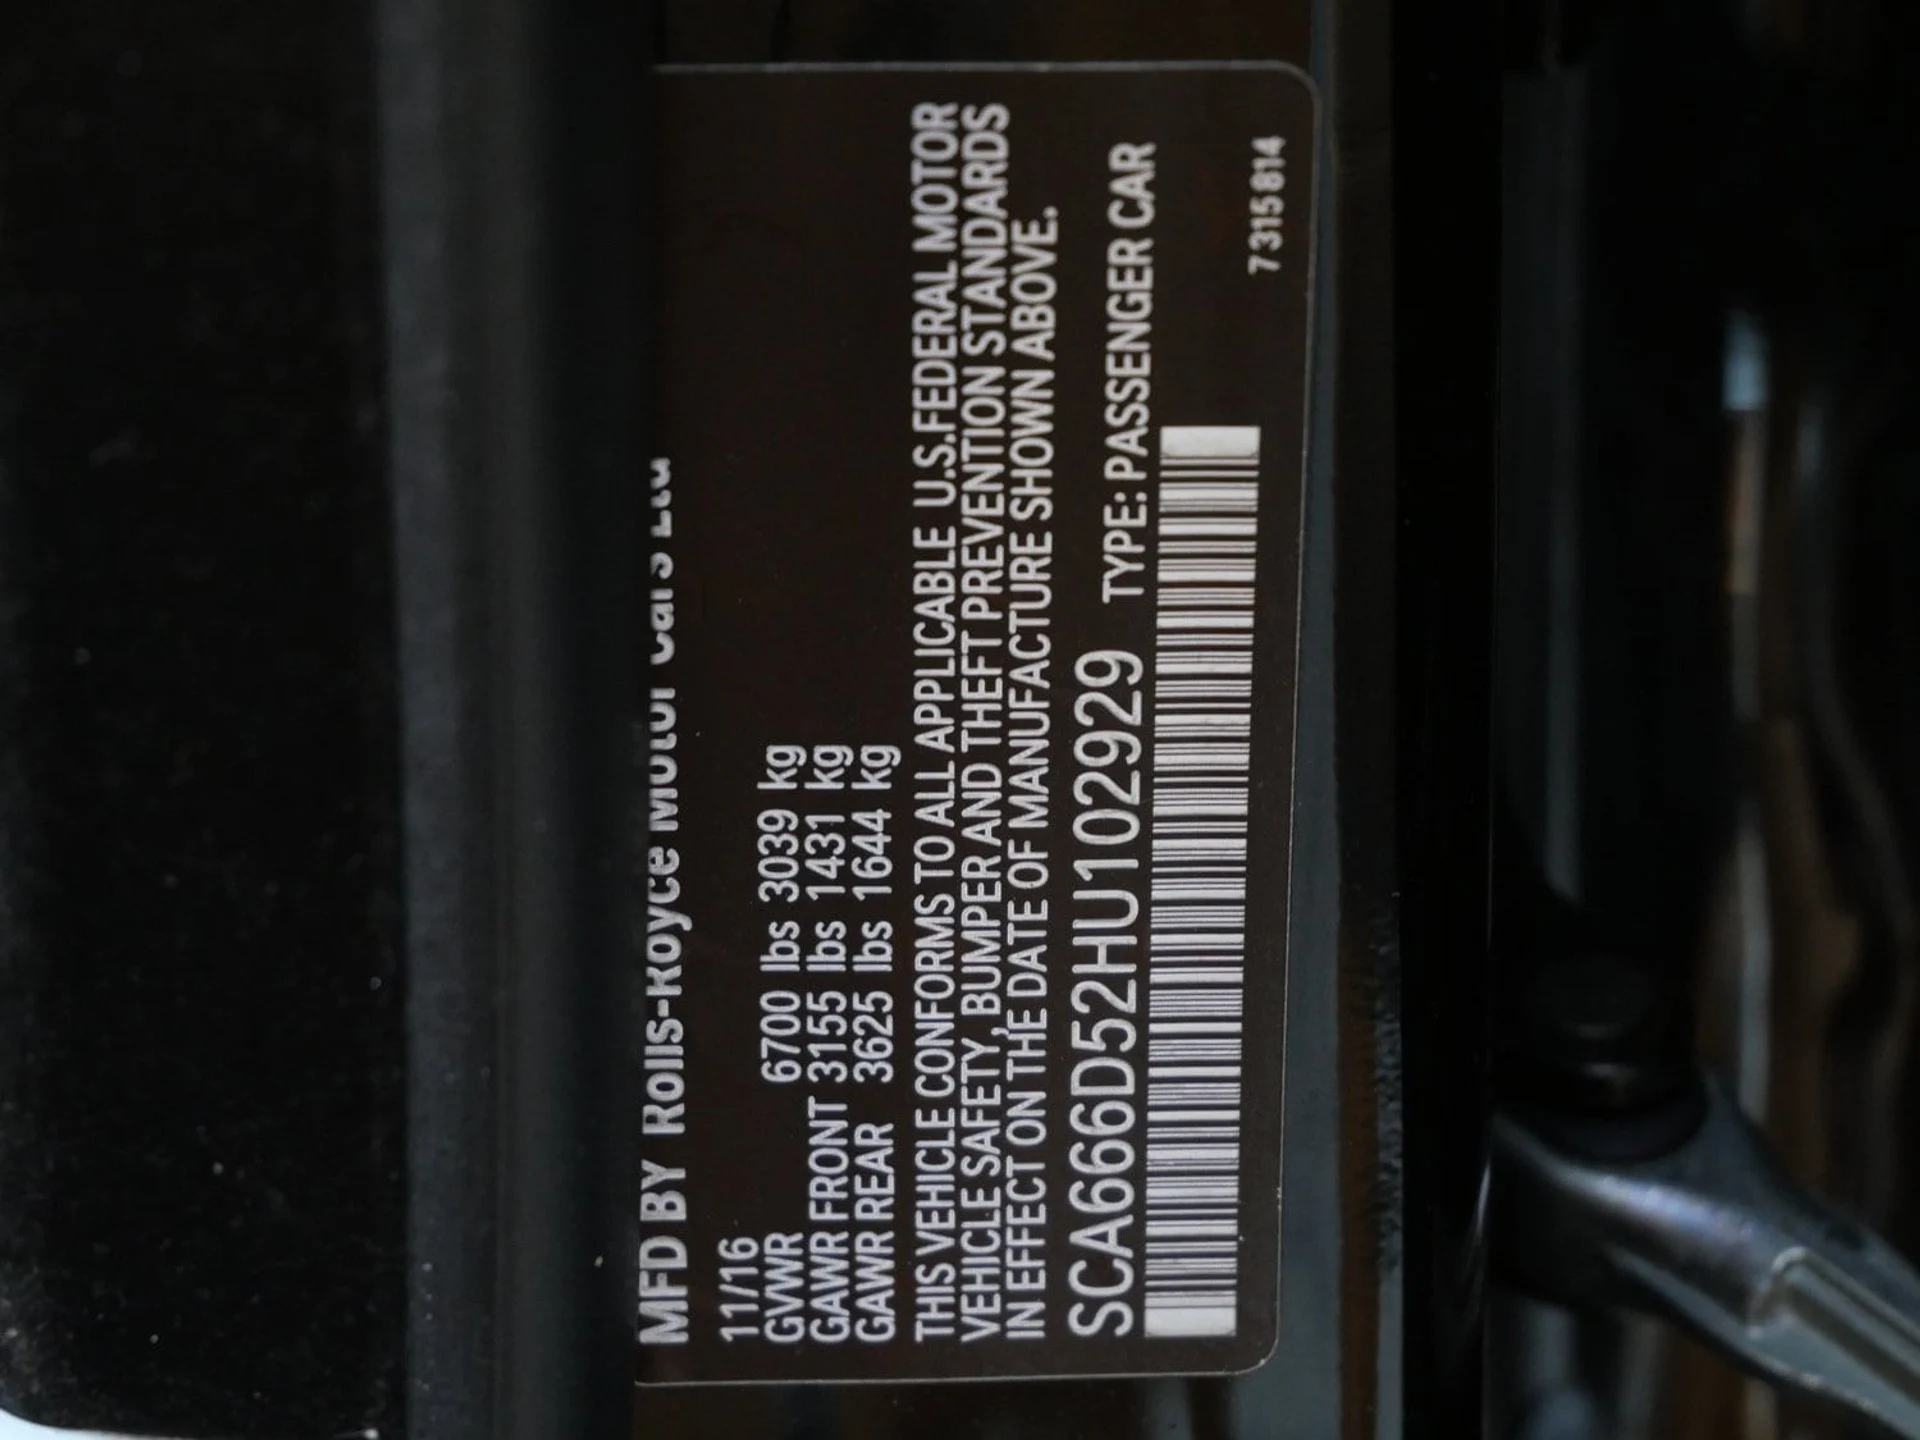 MFD BY Rolls-Royce Motor Cars Ltd
11/16
GVWR 6700 lbs 3039 kg
GAWR FRONT 3155 lbs 1431 kg
GAWR REAR 3625 lbs 1644 kg
THIS VEHICLE CONFORMS TO ALL APPLICABLE U.S.FEDERAL MOTOR
VEHICLE SAFETY, BUMPER AND THEFT PREVENTION STANDARDS
IN EFFECT ON THE DATE OF MANUFACTURE SHOWN ABOVE.
SCA666D52HU102929 TYPE: PASSENGER CAR
7315814